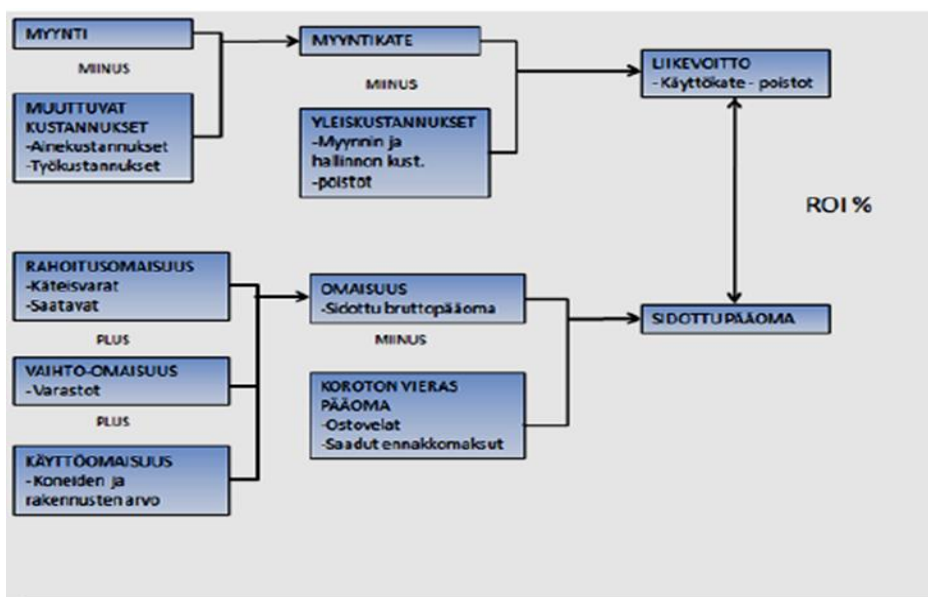 MYYNTI
MIINUS
MUUTTUVAT
KUSTANNUKSET
-Ainekustannukset
-Työkustannukset
MYYNTIKATE
MIINUS
YLEISKUSTANNUKSET
-Myynnin ja
hallinnon kust.
-poistot
LIIKEVOITTO
- Käyttökate - poistot
ROI %
RAHOITUSOMAISUUS
-Käteisvarat
-Saatavat
PLUS
VAIHTO-OMAISUUS
- Varastot
PLUS
KÄYTTÖOMAISUUS
- Koneiden ja
rakennusten arvo
OMAISUUS
-Sidottu bruttopääoma
MIINUS
KOROTON VIERAS
PÄÄOMA
-Ostovelat
-Saadut ennakkomaksut
SIDOTTU PÄÄOMA